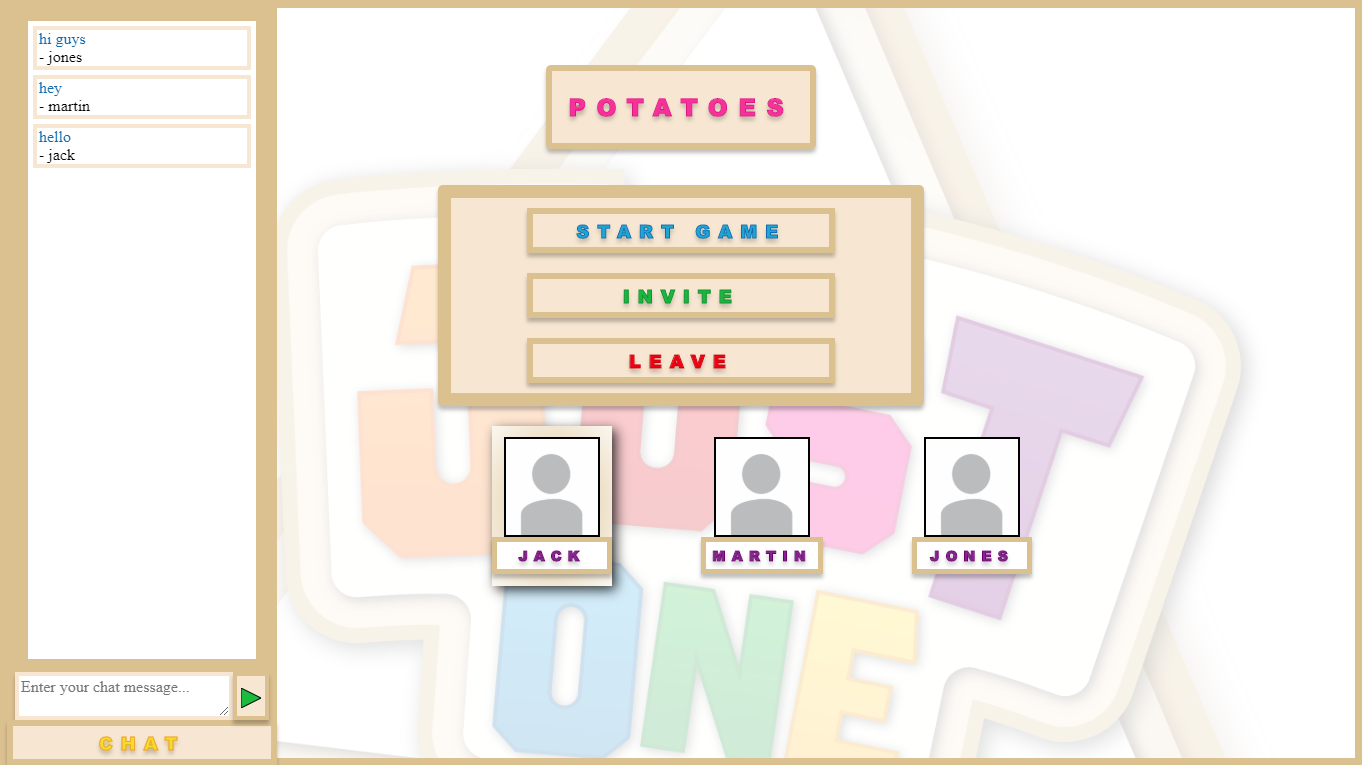 hi guys
- jones
hey
- martin
hello
- jack
Enter your chat message...
CHAT
POTATOES
START GAME
INVITE
LEAVE
JACK
MARTIN
JONES
JUST
ONE